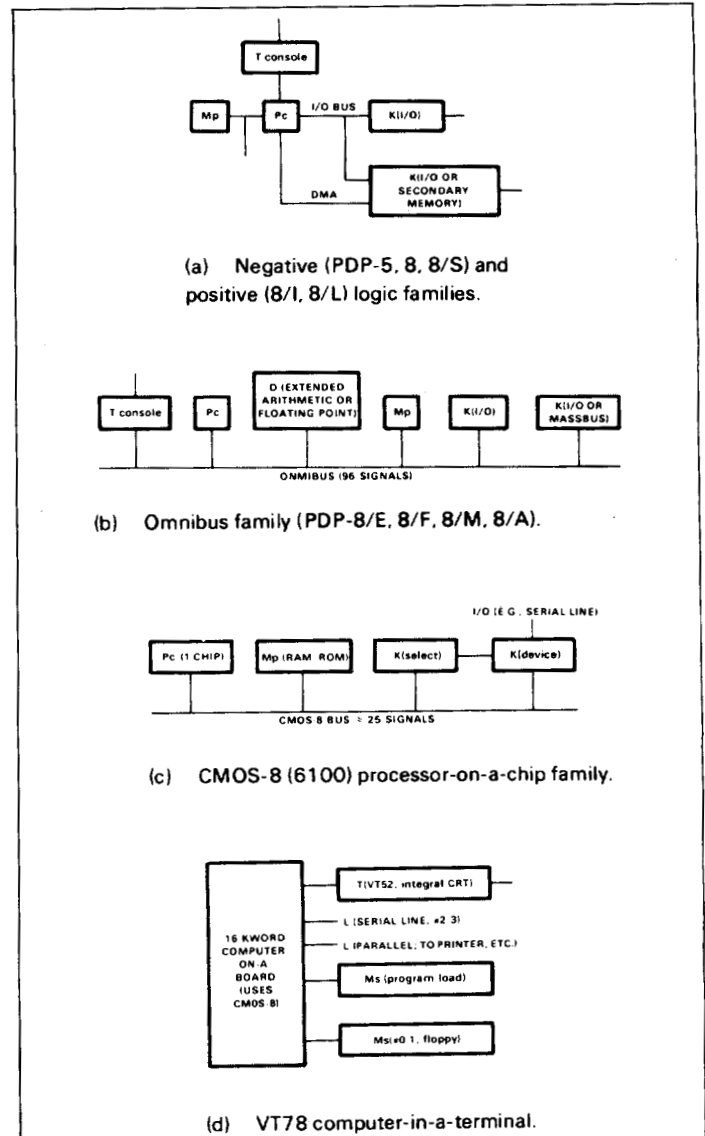 T console
Mp
Pc
I/O BUS
K(I/O)
DMA
K(I/O OR
SECONDARY
MEMORY)
(a) Negative (PDP-5, 8, 8/S) and
positive (8/I, 8/L) logic families.
T console
Pc
D (EXTENDED
ARITHMETIC OR
FLOATING POINT)
Mp
K(I/O)
K(I/O OR
MASSBUS)
ONMIBUS (96 SIGNALS)
(b) Omnibus family (PDP-8/E, 8/F, 8/M, 8/A).
I/O (E G , SERIAL LINE)
Pc (1 CHIP)
Mp (RAM ROM)
K(select)
K(device)
CMOS 8 BUS ≈ 25 SIGNALS
(c) CMOS-8 (6100) processor-on-a-chip family.
16 KWORD
COMPUTER
ON-A
BOARD
(USES
CMOS-8)
T(VT52, integral CRT)
L (SERIAL LINE, #2 3)
L (PARALLEL; TO PRINTER, ETC.)
Ms (program load)
Ms(#0 1, floppy)
(d) VT78 computer-in-a-terminal.